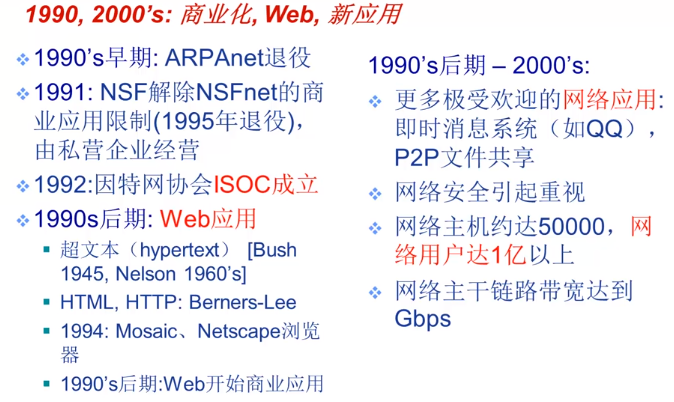 1990, 2000's: 商业化, Web, 新应用
1990's早期: ARPAnet退役
1991: NSF解除NSFnet的商
业应用限制(1995年退役),
由私营企业经营
1992:因特网协会ISOC成立
1990s后期: Web应用
超文本（hypertext） [Bush
1945, Nelson 1960's]
HTML, HTTP: Berners-Lee
1994: Mosaic、Netscape浏览
器
1990's后期:Web开始商业应用
1990's后期 – 2000's:
更多极受欢迎的网络应用:
即时消息系统（如QQ），
P2P文件共享
网络安全引起重视
网络主机约达50000，网
络用户达1亿以上
网络主干链路带宽达到
Gbps